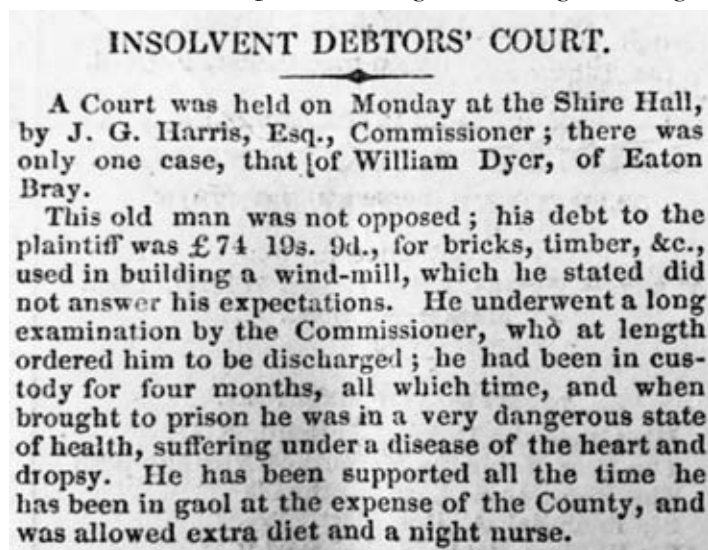 INSOLVENT DEBTORS' COURT.
A Court was held on Monday at the Shire Hall,
by J. G. Harris, Esq., Commissioner ; there was
only one case, that [of William Dyer, of Eaton
Bray.
This old man was not opposed ; his debt to the
plaintiff was £74 19s. 9d., for bricks, timber, &c.,
used in building a wind-mill, which he stated did
not answer his expectations. He underwent a long
examination by the Commissioner, who at length
ordered him to be discharged ; he had been in cus-
tody for four months, all which time, and when
brought to prison he was in a very dangerous state
of health, suffering under a disease of the heart and
dropsy. He has been supported all the time he
has been in gaol at the expense of the County, and
was allowed extra diet and a night nurse.